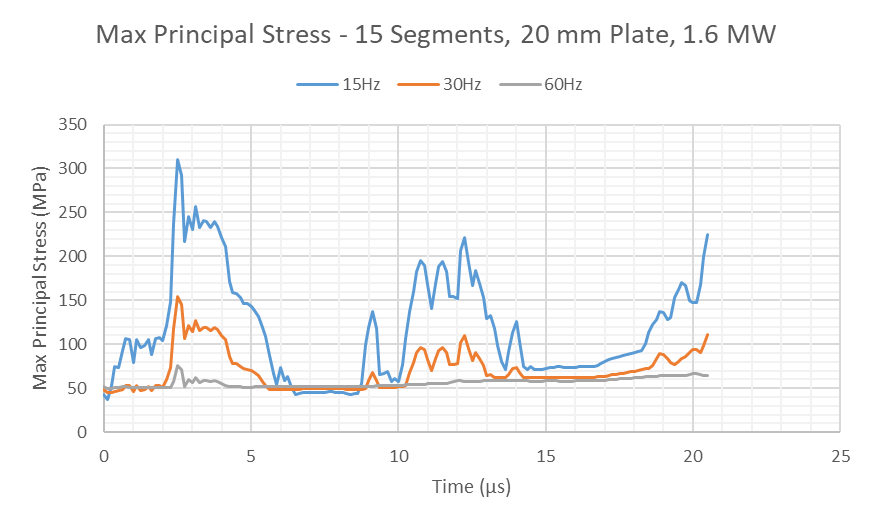 Max Principal Stress - 15 Segments, 20 mm Plate, 1.6 MW
15Hz 30Hz 60Hz
350
300
250
200
150
100
50
0
Max Principal Stress (MPa)
0 5 10 15 20 25
Time (μs)